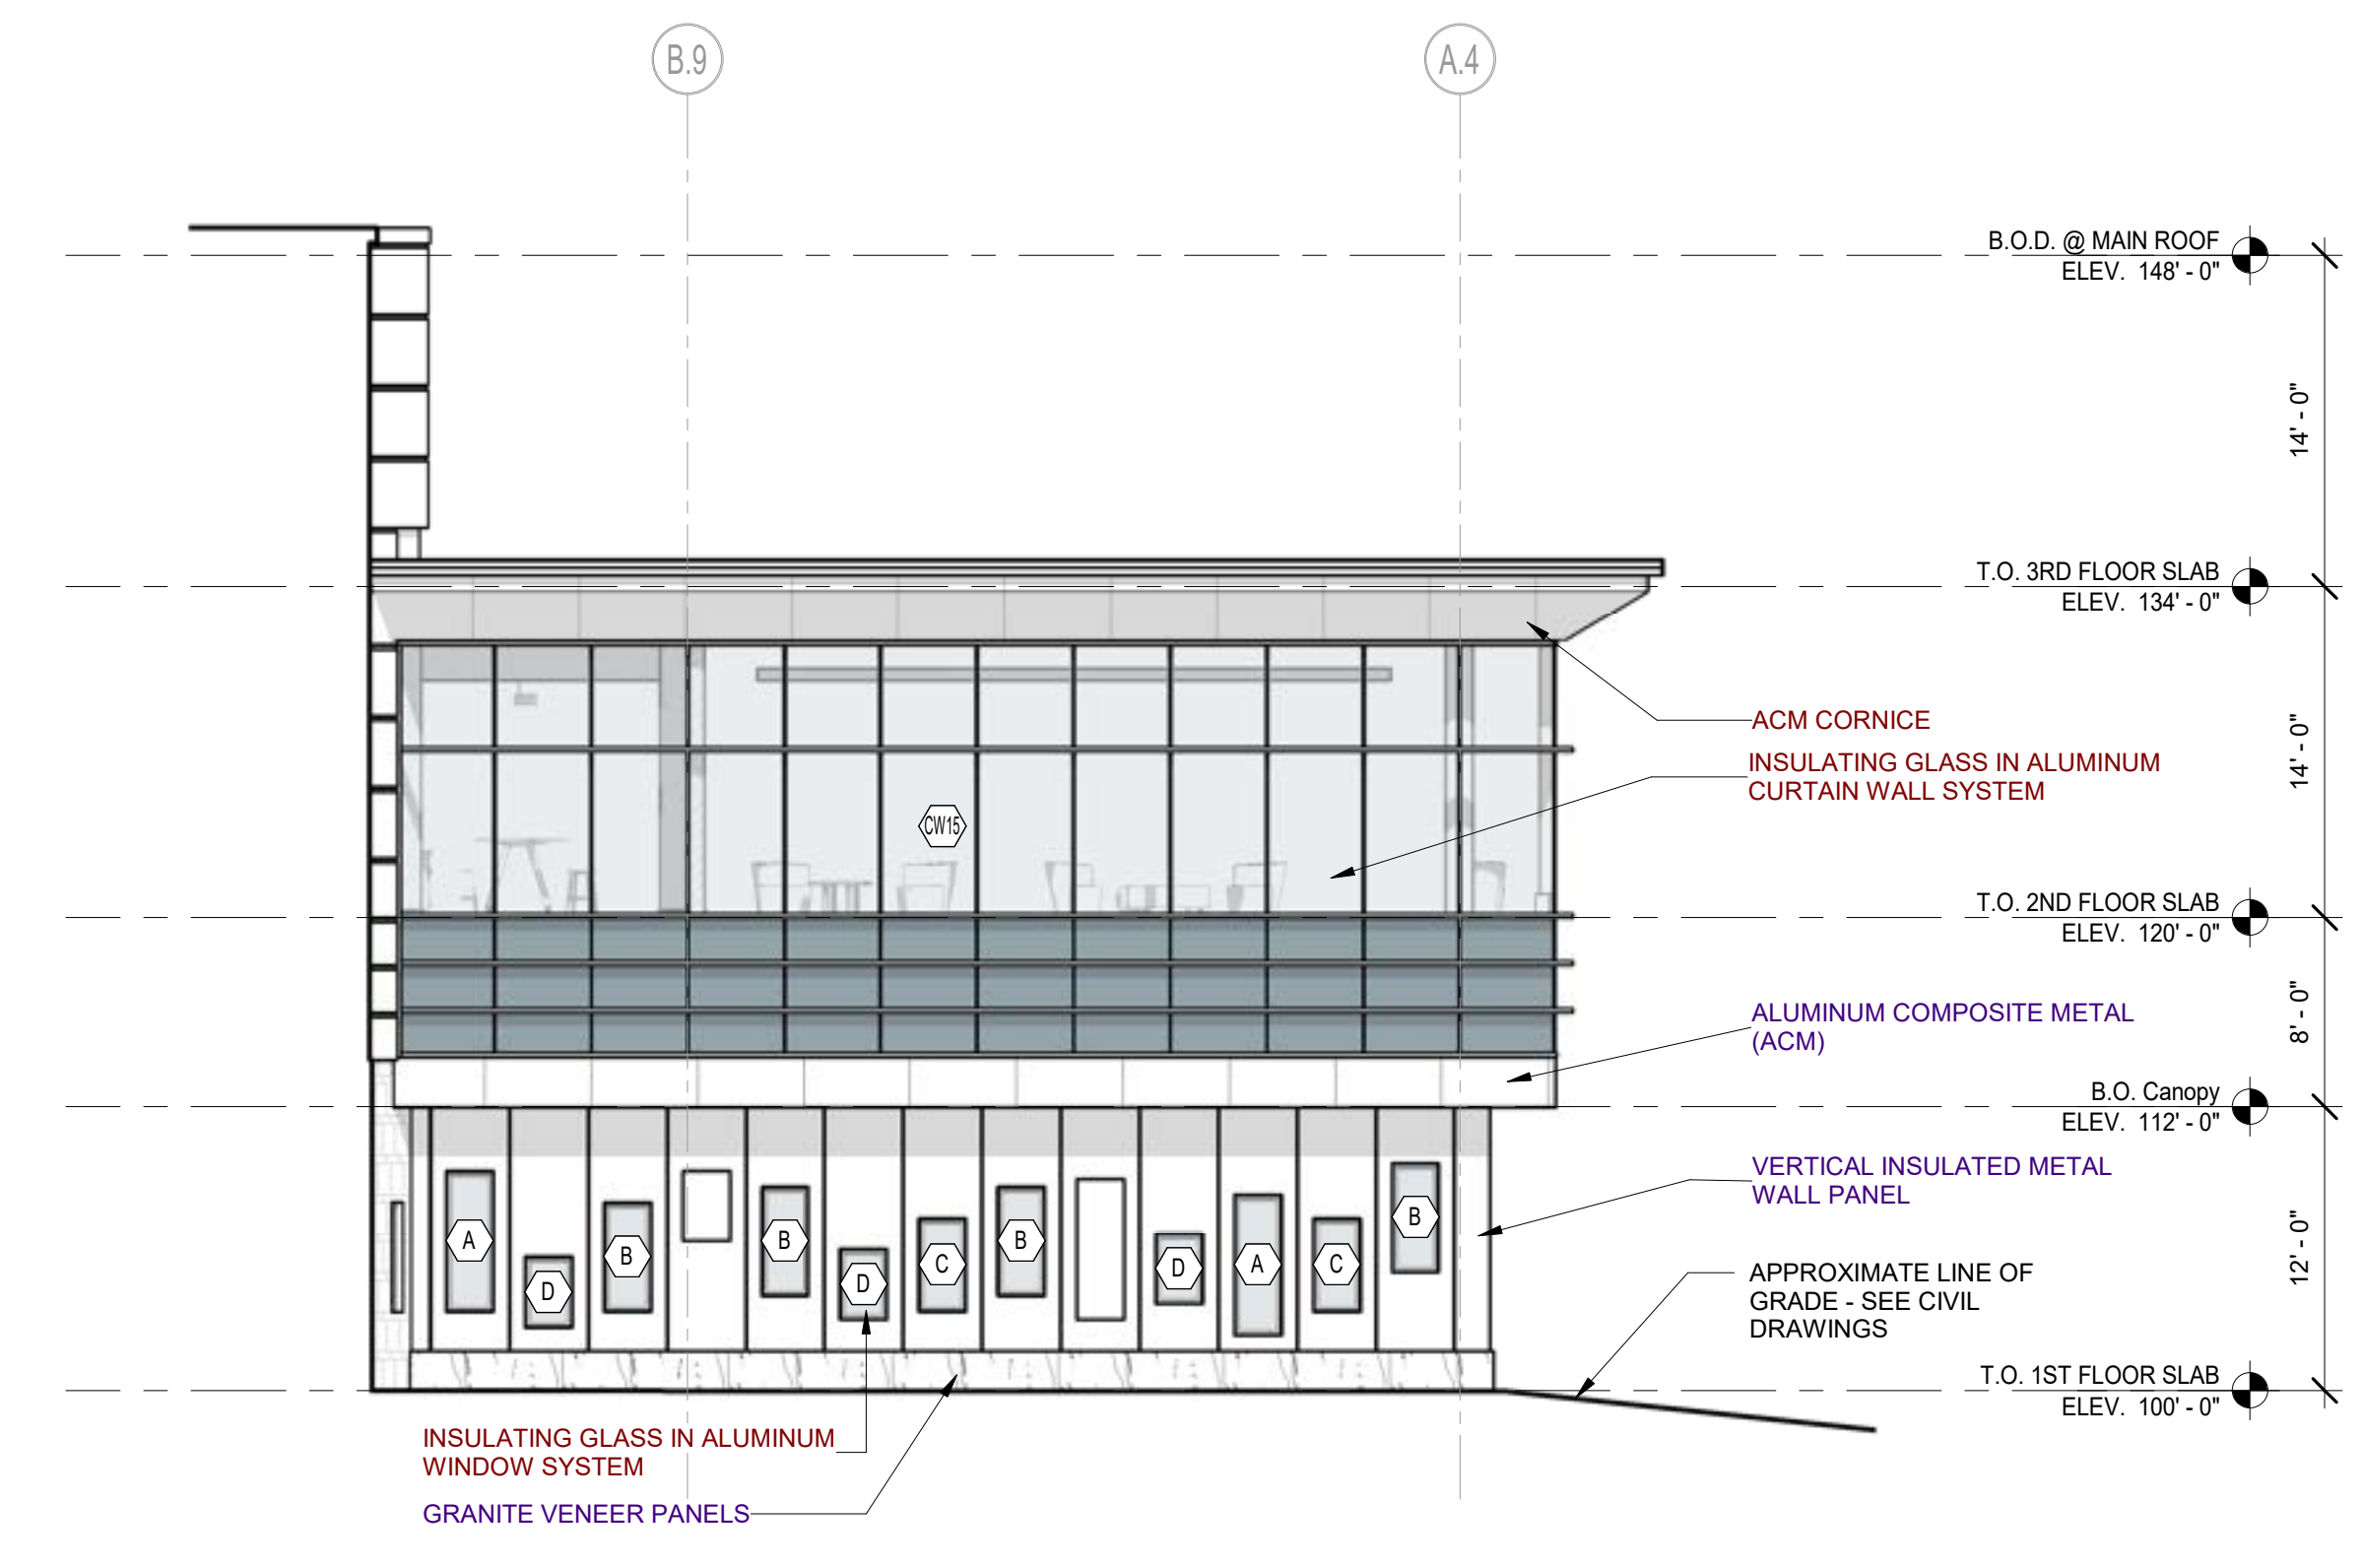 B.9
A.4
B.O.D. @ MAIN ROOF
ELEV. 148' - 0"
14' - 0"
T.O. 3RD FLOOR SLAB
ELEV. 134' - 0"
ACM CORNICE
14' - 0"
INSULATING GLASS IN ALUMINUM
CURTAIN WALL SYSTEM
CW15
T.O. 2ND FLOOR SLAB
ELEV. 120' - 0"
8' - 0"
ALUMINUM COMPOSITE METAL
(ACM)
B.O. Canopy
ELEV. 112' - 0"
VERTICAL INSULATED METAL
WALL PANEL
A
D
B
B
D
C
B
D
A
C
B
12' - 0"
APPROXIMATE LINE OF
GRADE - SEE CIVIL
DRAWINGS
T.O. 1ST FLOOR SLAB
ELEV. 100' - 0"
INSULATING GLASS IN ALUMINUM
WINDOW SYSTEM
GRANITE VENEER PANELS